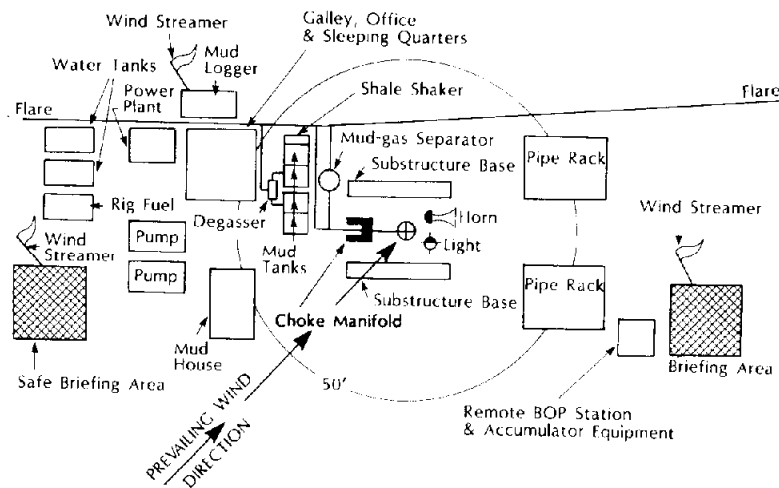 Galley, Office
& Sleeping Quarters
Wind Streamer
Mud
Logger
Water Tanks
Power
Plant
Shale Shaker
Flare
Flare
Mud-gas Separator
Substructure Base
Pipe Rack
Rig Fuel
Degasser
Horn
Wind Streamer
Wind
Streamer
Pump
Mud
Tanks
Light
Pump
Substructure Base
Pipe Rack
Choke Manifold
Mud
House
Safe Briefing Area
Briefing Area
50'
PREVAILING WIND
DIRECTION
Remote BOP Station
& Accumulator Equipment